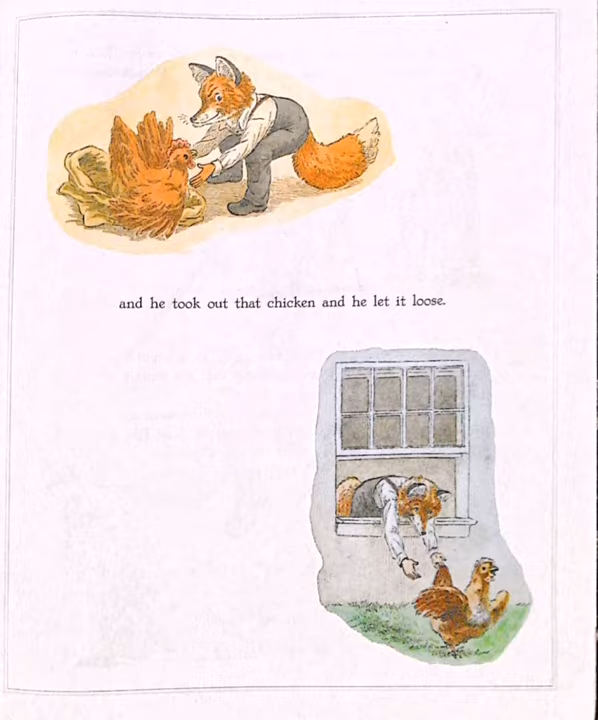 and he took out that chicken and he let it loose.